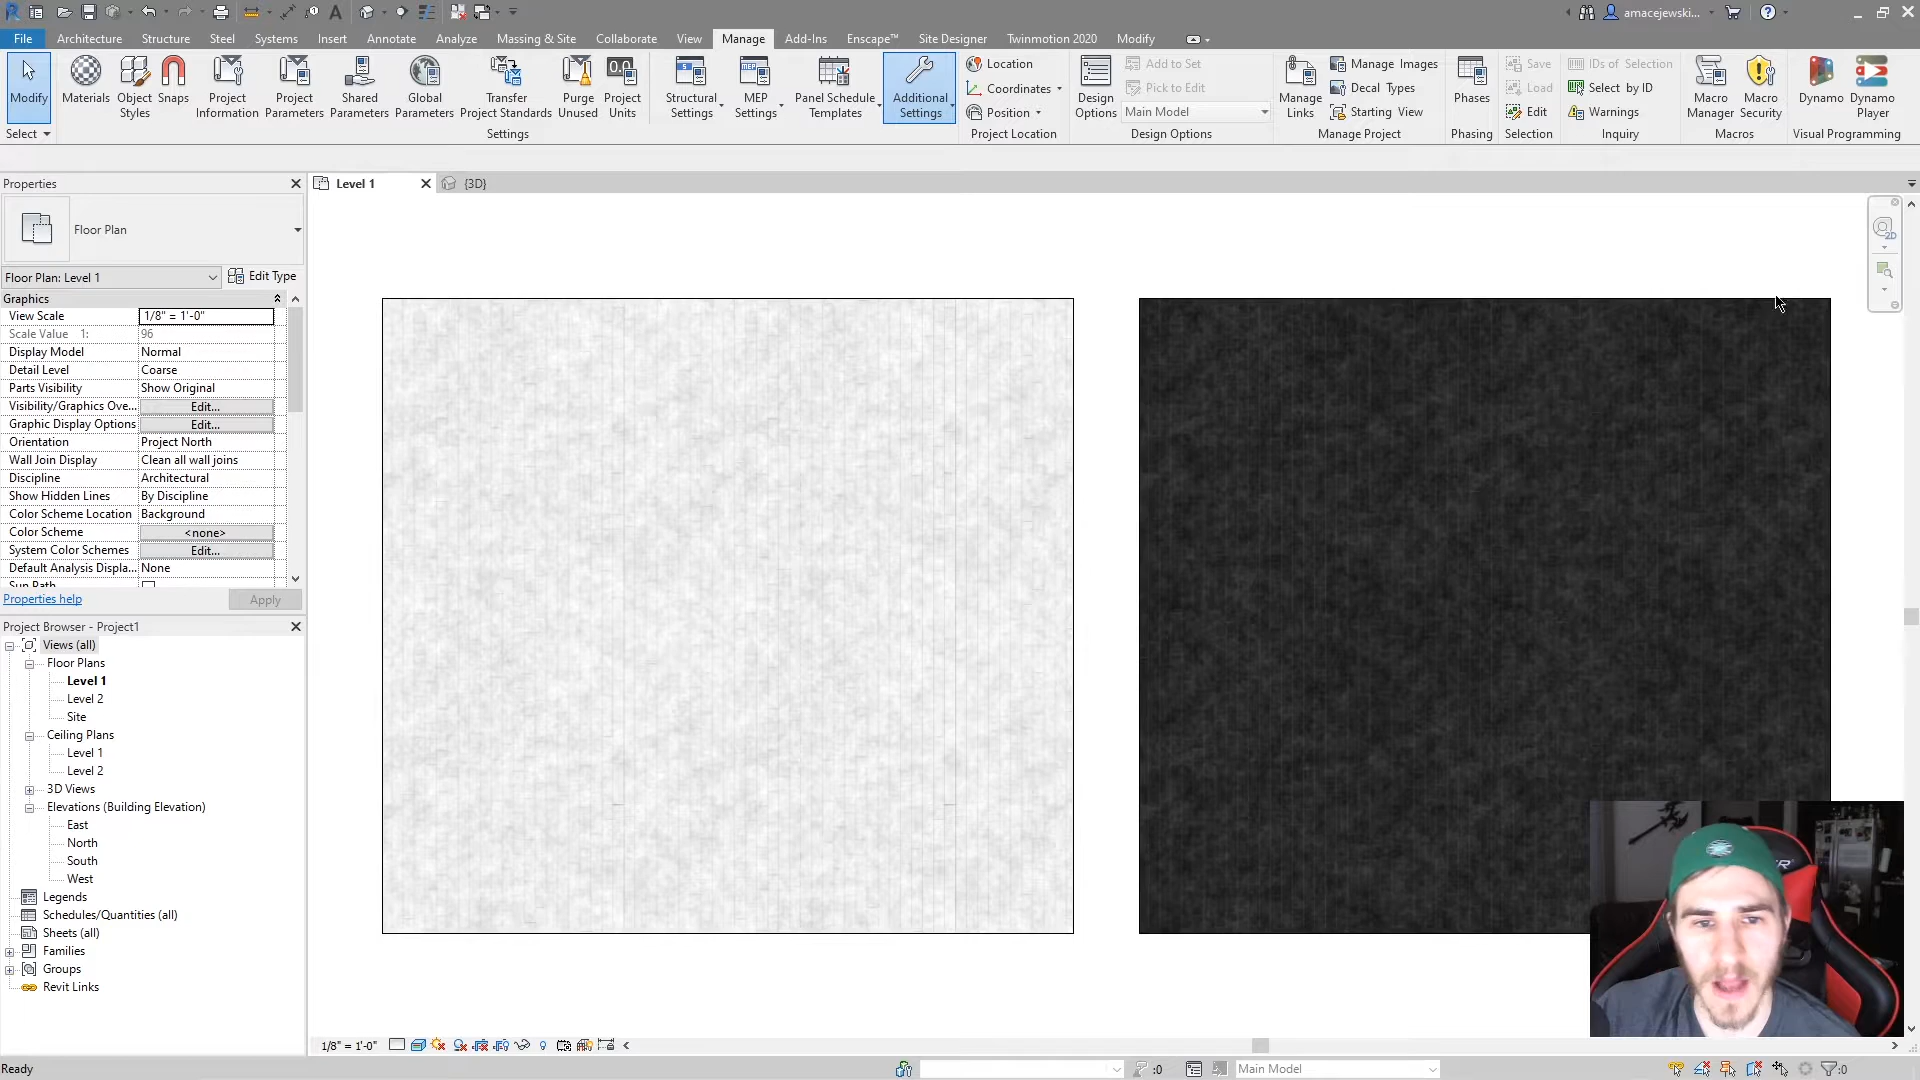 amacejewski...
File Architecture Structure Steel Systems Insert Annotate Analyze Massing & Site Collaborate View Manage Add-Ins Enscape™ Site Designer Twinmotion 2020 Modify
Modify
Materials
Object Styles
Snaps
Project Information
Project Parameters
Shared Parameters
Global Parameters
Transfer Project Standards
Purge Unused
Project Units
Structural Settings
MEP Settings
Panel Schedule Templates
Additional Settings
Location
Coordinates
Position
Design Options
Add to Set
Pick to Edit
Main Model
Manage Links
Manage Images
Decal Types
Starting View
Phases
Save
Load
Edit
IDs of Selection
Select by ID
Warnings
Macro Manager
Macro Security
Dynamo
Dynamo Player
Select Settings Project Location Design Options Manage Project Phasing Selection Inquiry Macros Visual Programming
Properties
Level 1 {3D}
Floor Plan
Floor Plan: Level 1 Edit Type
Graphics
View Scale 1/8" = 1'-0"
Scale Value 1: 96
Display Model Normal
Detail Level Coarse
Parts Visibility Show Original
Visibility/Graphics Ove... Edit...
Graphic Display Options Edit...
Orientation Project North
Wall Join Display Clean all wall joins
Discipline Architectural
Show Hidden Lines By Discipline
Color Scheme Location Background
Color Scheme <none>
System Color Schemes Edit...
Default Analysis Displa... None
Sun Path
Properties help Apply
Project Browser - Project1
Views (all)
Floor Plans
Level 1
Level 2
Site
Ceiling Plans
Level 1
Level 2
3D Views
Elevations (Building Elevation)
East
North
South
West
Legends
Schedules/Quantities (all)
Sheets (all)
Families
Groups
Revit Links
1/8" = 1'-0"
Ready :0 Main Model :0